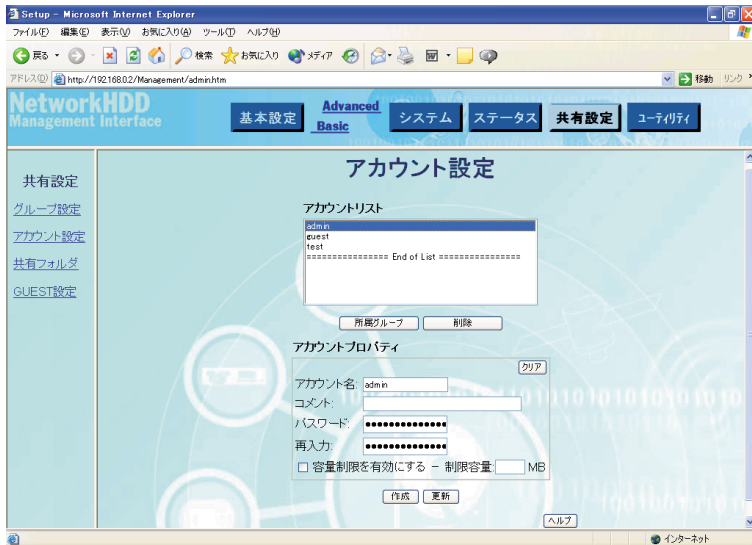 Setup - Microsoft Internet Explorer
ファイル(F) 編集(E) 表示(V) お気に入り(A) ツール(T) ヘルプ(H)
戻る 検索 お気に入り メディア
アドレス(D) http://192.168.0.2/Management/admin.htm 移動 リンク »
NetworkHDD
Management Interface
基本設定 Advanced Basic システム ステータス 共有設定 ユーティリティ
共有設定
グループ設定
アカウント設定
共有フォルダ
GUEST設定
アカウント設定
アカウントリスト
admin
guest
test
================ End of List ================
所属グループ 削除
アカウントプロパティ
クリア
アカウント名: admin
コメント:
パスワード: ●●●●●●●●●●●●●●
再入力: ●●●●●●●●●●●●●●
容量制限を有効にする － 制限容量: MB
作成 更新
ヘルプ
インターネット